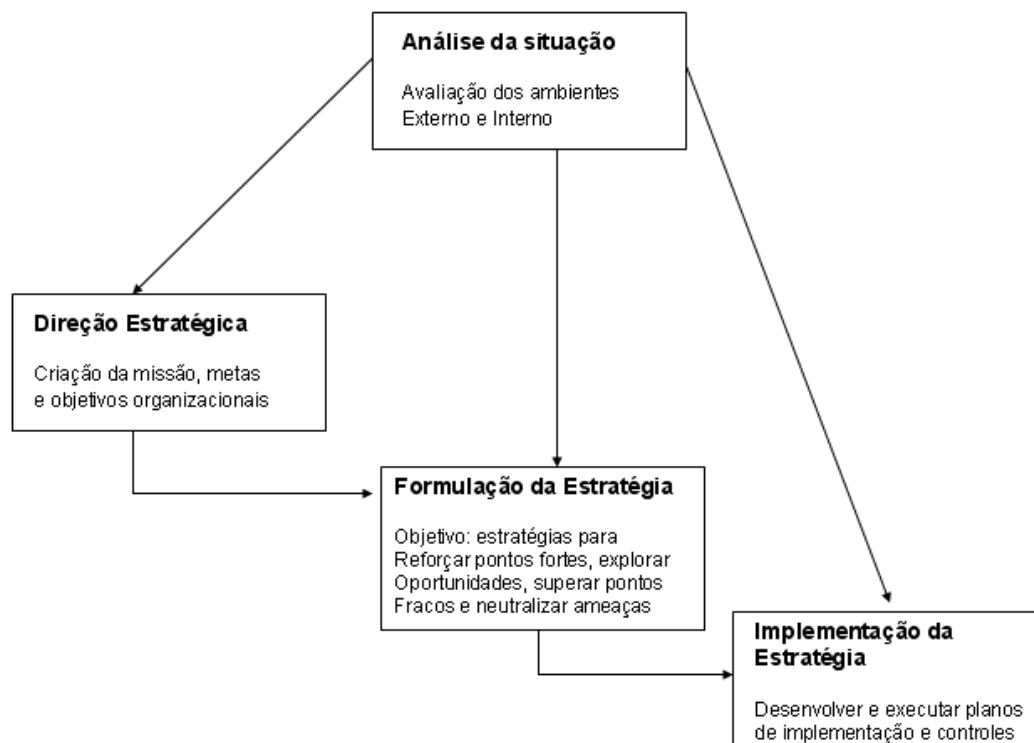 Análise da situação
Avaliação dos ambientes
Externo e Interno
Direção Estratégica
Criação da missão, metas
e objetivos organizacionais
Formulação da Estratégia
Objetivo: estratégias para
Reforçar pontos fortes, explorar
Oportunidades, superar pontos
Fracos e neutralizar ameaças
Implementação da
Estratégia
Desenvolver e executar planos
de implementação e controles